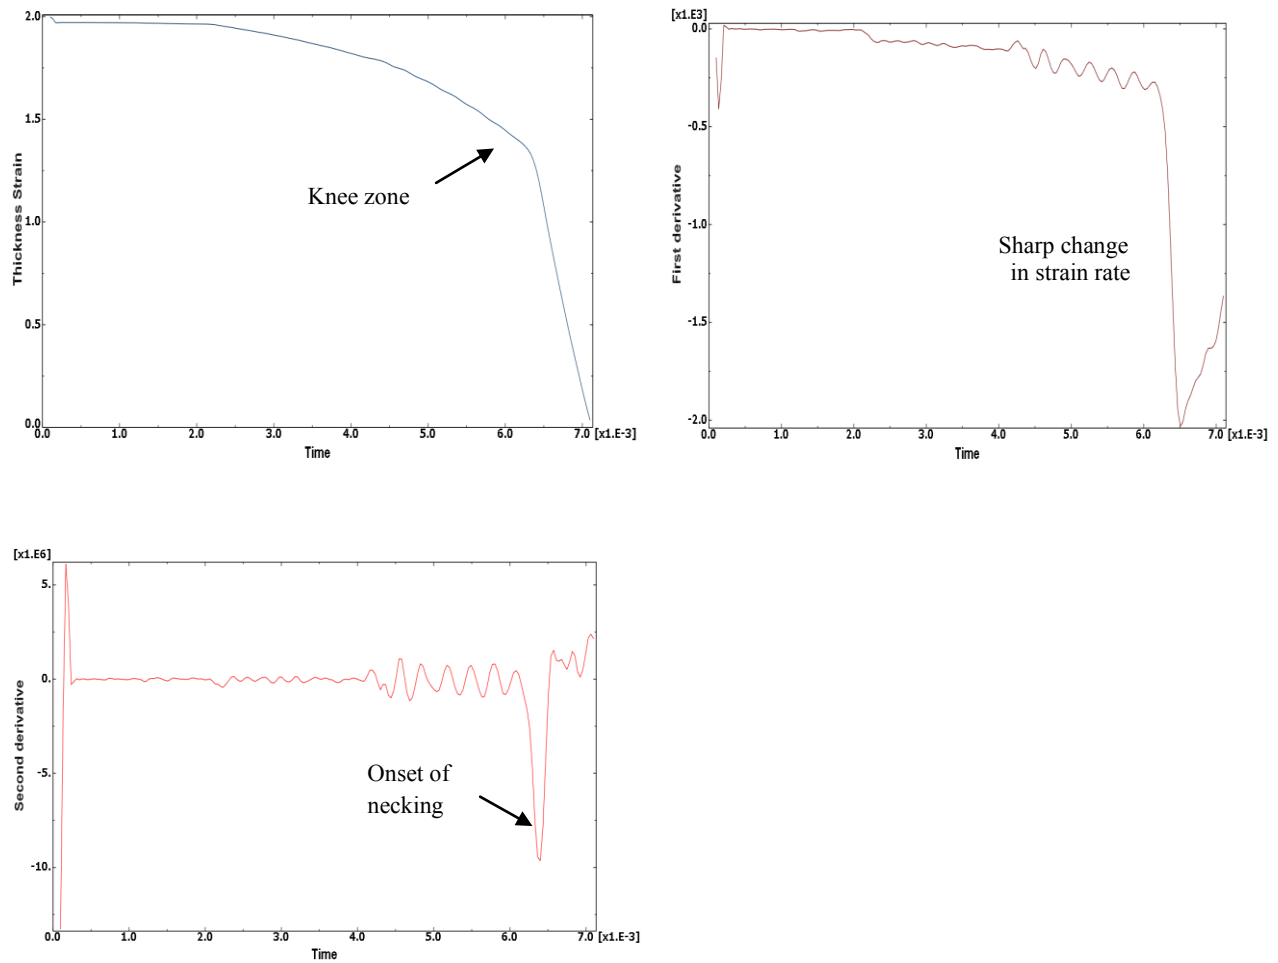 2.0
1.5
1.0
0.5
0.0
Thickness Strain
Knee zone
0.0 1.0 2.0 3.0 4.0 5.0 6.0 7.0 [x1.E-3]
Time
[x1.E3]
0.0
-0.5
-1.0
-1.5
-2.0
First derivative
Sharp change
in strain rate
0.0 1.0 2.0 3.0 4.0 5.0 6.0 7.0 [x1.E-3]
Time
[x1.E6]
5.
0.
-5.
-10.
Second derivative
Onset of
necking
0.0 1.0 2.0 3.0 4.0 5.0 6.0 7.0 [x1.E-3]
Time